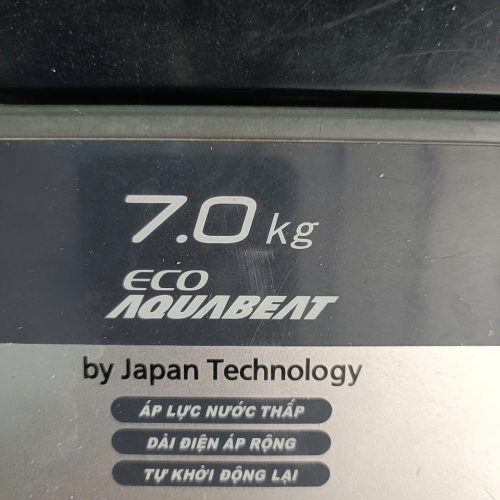 7.0 kg
ECO
AQUABEAT
by Japan Technology
ÁP LỰC NƯỚC THẤP
DẢI ĐIỆN ÁP RỘNG
TỰ KHỞI ĐỘNG LẠI